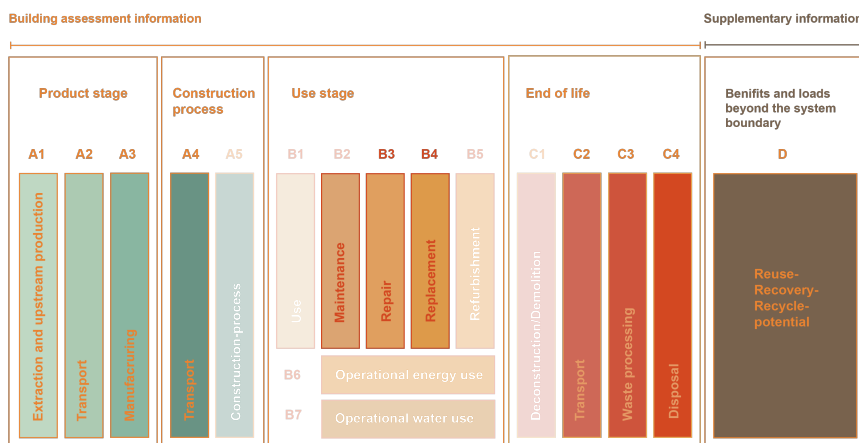 Building assessment information
Supplementary information
Product stage
Construction
process
Use stage
End of life
Benifits and loads
beyond the system
boundary
A1
A2
A3
A4
A5
B1
B2
B3
B4
B5
C1
C2
C3
C4
D
Extraction and upstream production
Transport
Manufacruring
Transport
Construction-process
Use
Maintenance
Repair
Replacement
Refurbishment
B6
Operational energy use
B7
Operational water use
Deconstruction/Demolition
Transport
Waste processing
Disposal
Reuse-
Recovery-
Recycle-
potential